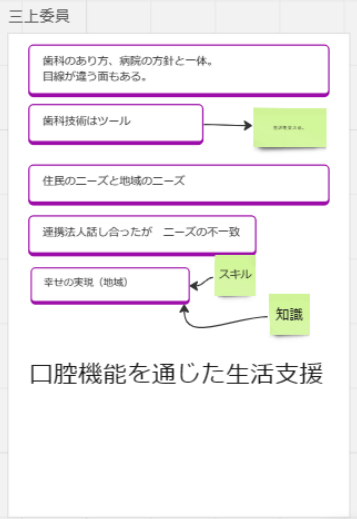 三上委員
歯科のあり方、病院の方針と一体。
目線が違う面もある。
歯科技術はツール
住民のニーズと地域のニーズ
連携法人話し合ったが　ニーズの不一致
スキル
幸せの実現（地域）
知識
口腔機能を通じた生活支援